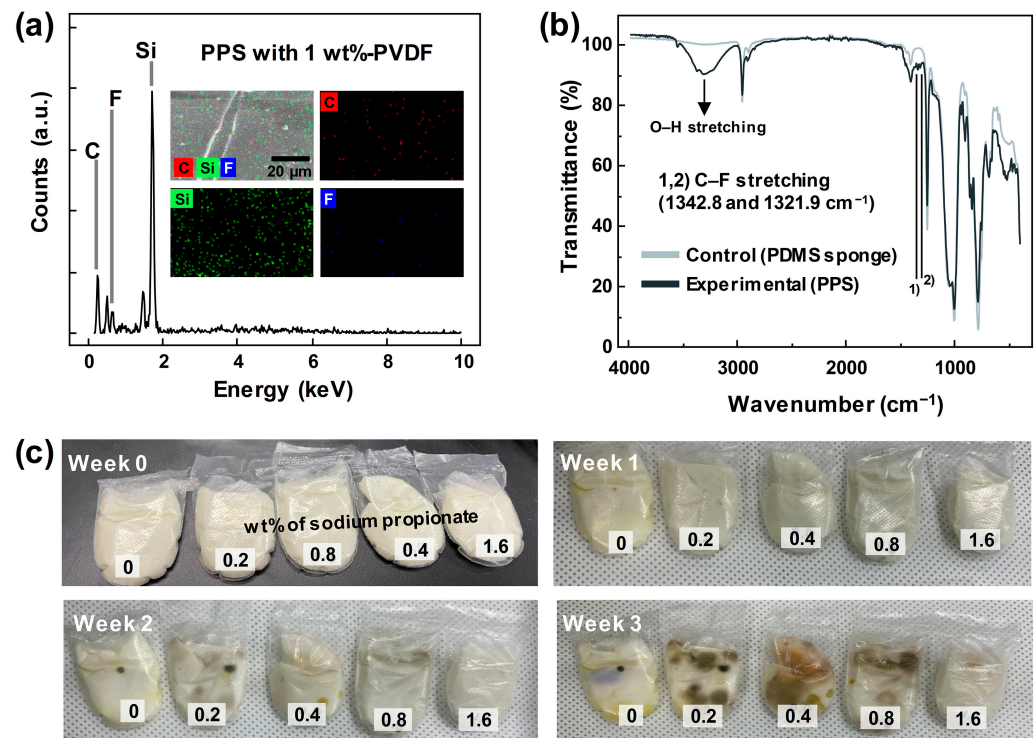 (a)
PPS with 1 wt%-PVDF
Si
F
C
C Si F
20 μm
C
Si
F
Counts (a.u.)
0 2 4 6 8 10
Energy (keV)
(b)
100
80
60
40
20
0
Transmittance (%)
O–H stretching
1,2) C–F stretching
(1342.8 and 1321.9 cm⁻¹)
Control (PDMS sponge)
Experimental (PPS)
1) 2)
4000 3000 2000 1000
Wavenumber (cm⁻¹)
(c)
Week 0
wt% of sodium propionate
0 0.2 0.8 0.4 1.6
Week 1
0 0.2 0.4 0.8 1.6
Week 2
0 0.2 0.4 0.8 1.6
Week 3
0 0.2 0.4 0.8 1.6